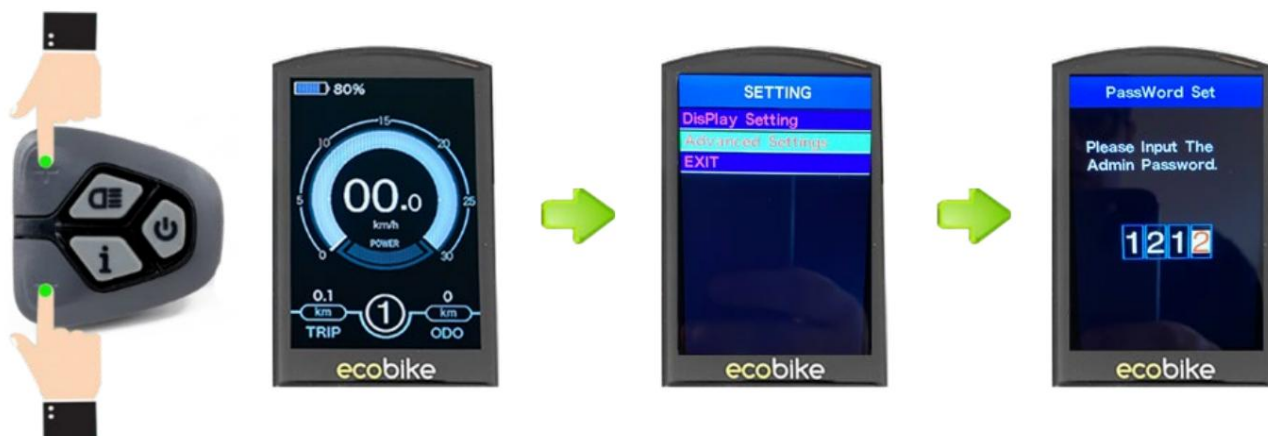 80%
15
10
20
5
25
00.0
km/h
POWER
0
30
0.1
0
km
km
TRIP
1
ODO
ecobike
SETTING
DisPlay Setting
Advanced Settings
EXIT
ecobike
PassWord Set
Please Input The
Admin Password.
1212
ecobike
+
i
-